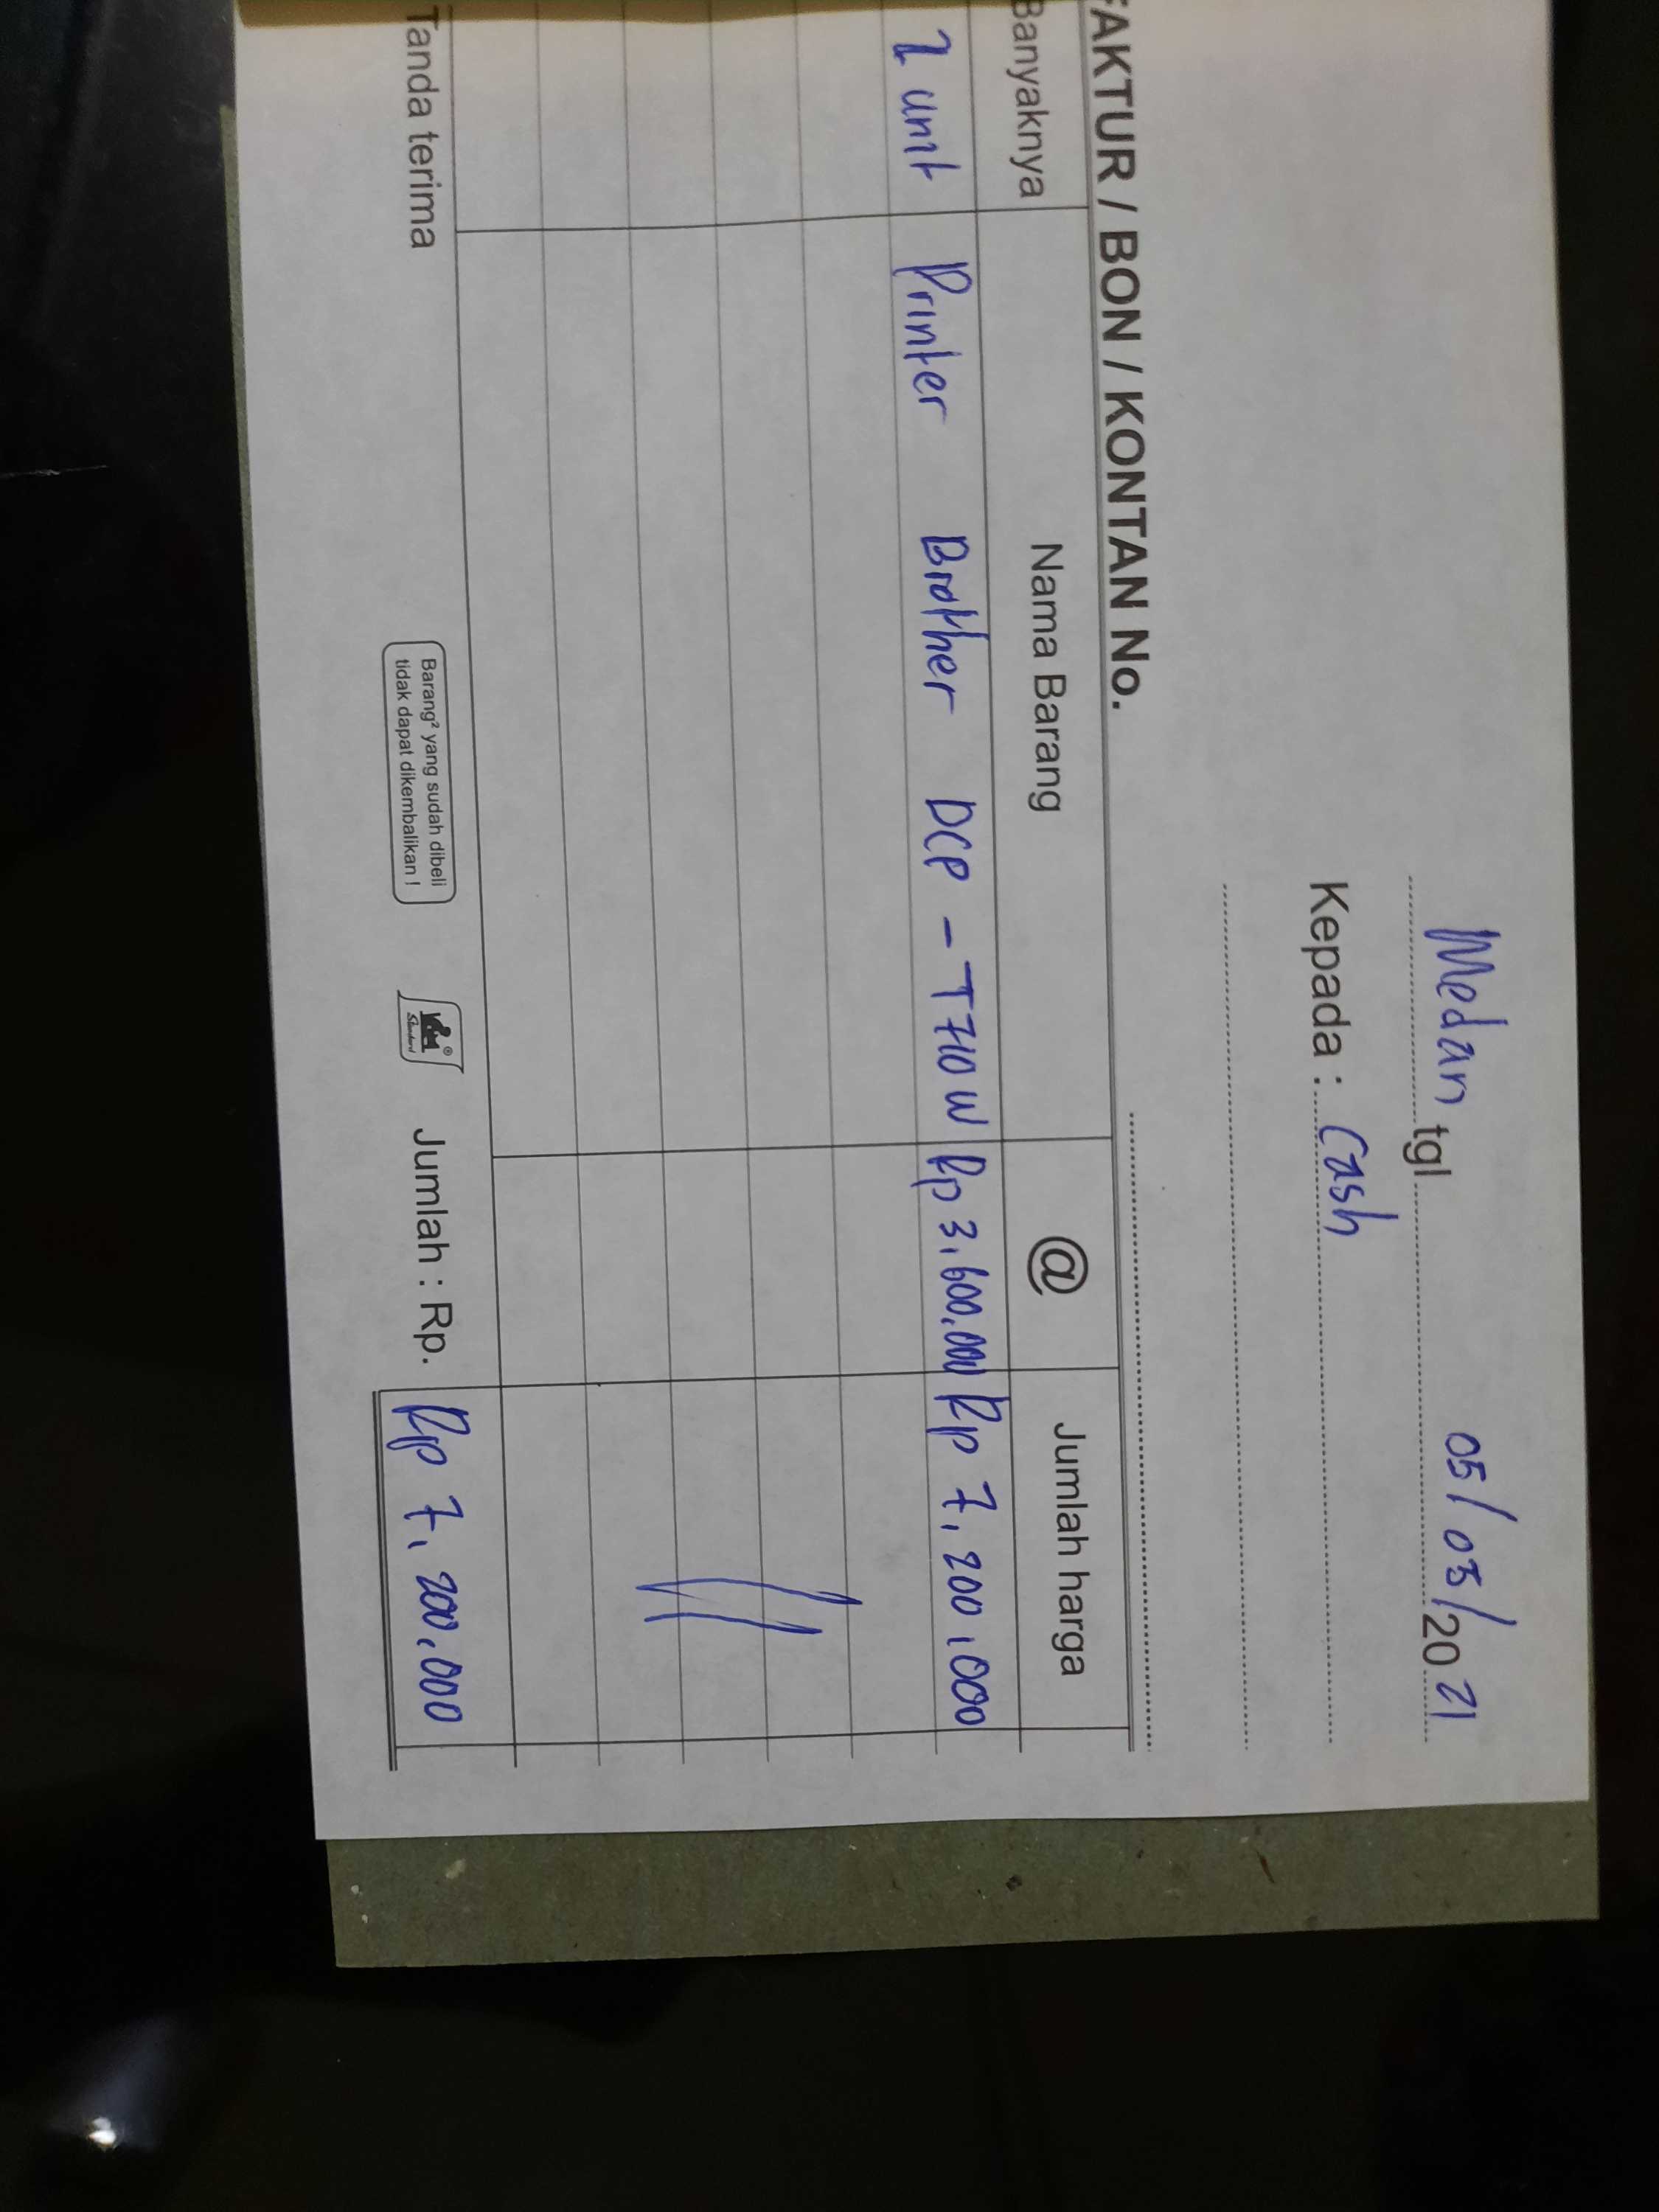 Medan tgl 05/03/2021
Kepada : Cash
FAKTUR / BON / KONTAN No.
Banyaknya Nama Barang @ Jumlah harga
2 unit Printer Brother DCP - T710W Rp 3.600.000 Rp 7.200.000
Tanda terima
Barang² yang sudah dibeli
tidak dapat dikembalikan !
Standard
Jumlah : Rp. Rp 7.200.000